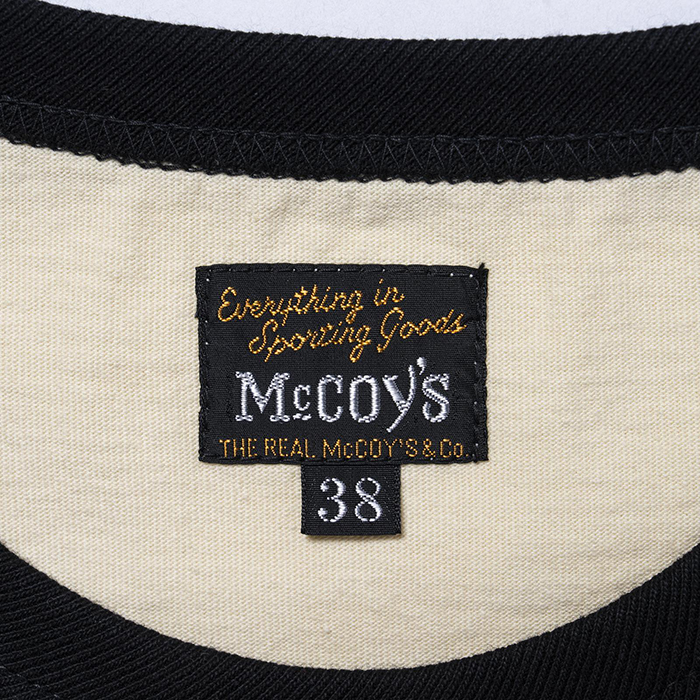 Everything in
Sporting Goods
McCOY'S
THE REAL McCOY'S & Co.
38